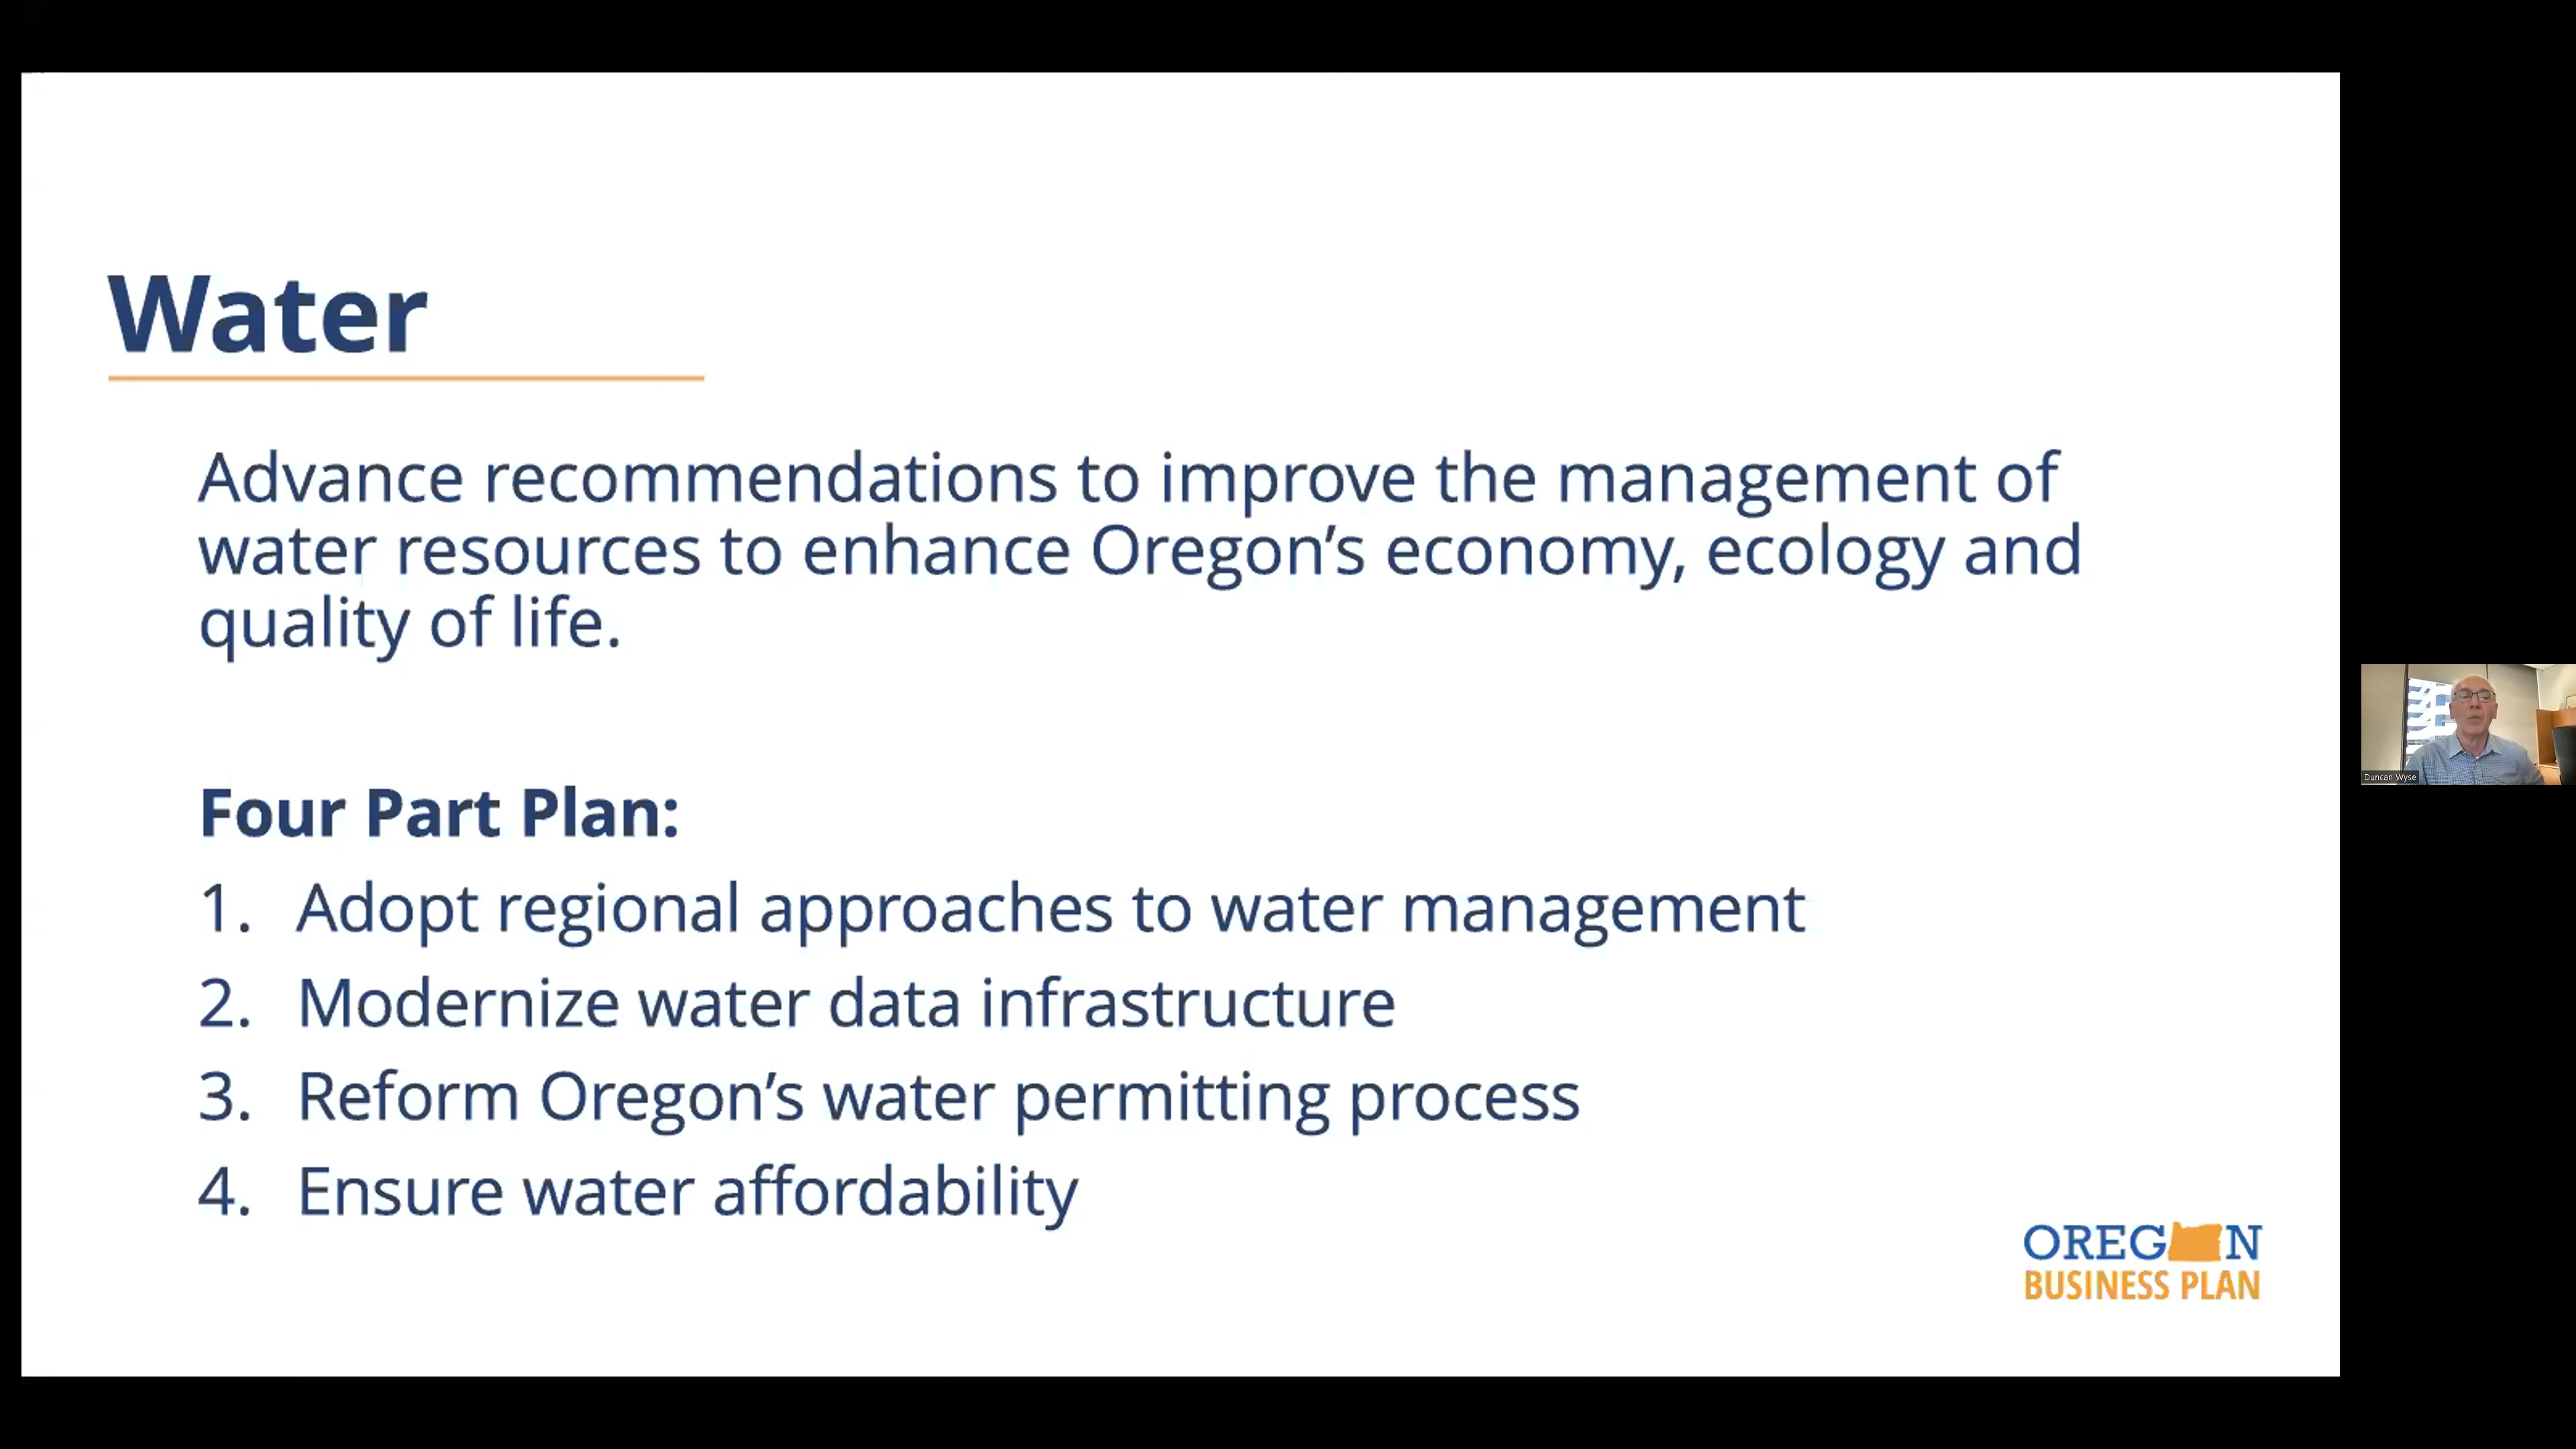 Water
Advance recommendations to improve the management of
water resources to enhance Oregon’s economy, ecology and
quality of life.
Four Part Plan:
1. Adopt regional approaches to water management
2. Modernize water data infrastructure
3. Reform Oregon’s water permitting process
4. Ensure water affordability
OREGON
BUSINESS PLAN
Duncan Wyse